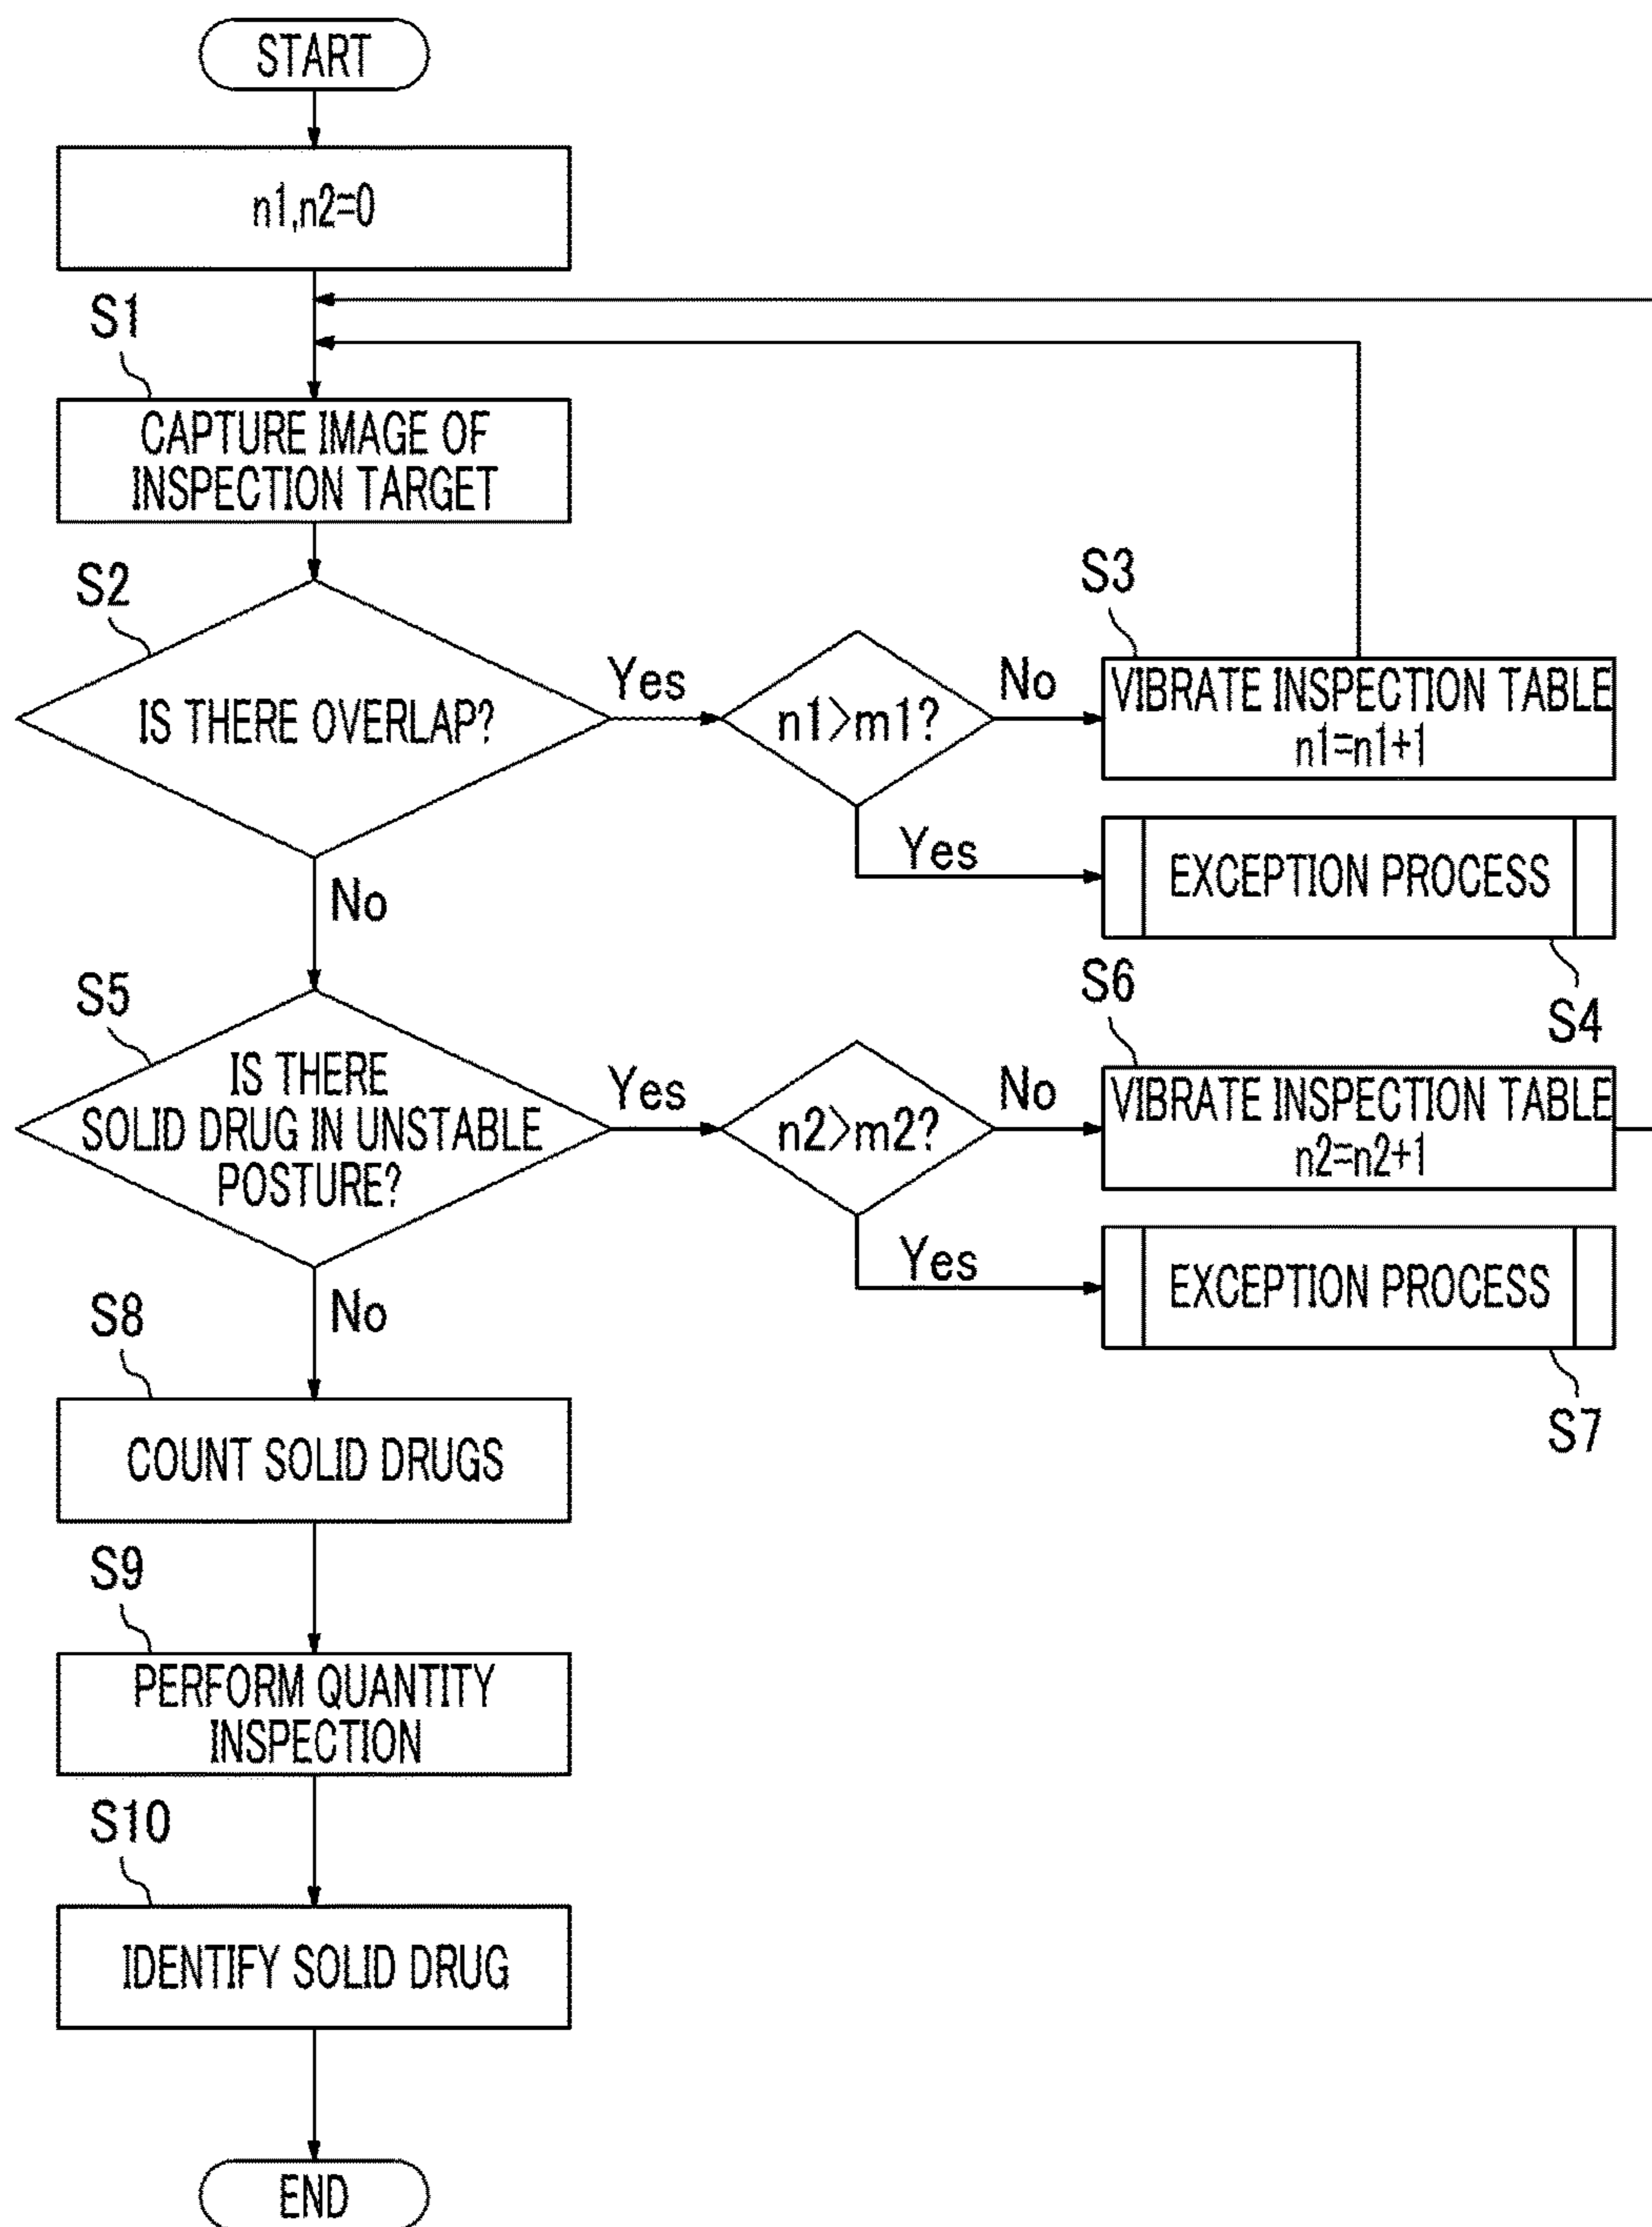 START
n1,n2=0
S1
CAPTURE IMAGE OF
INSPECTION TARGET
S2
IS THERE OVERLAP?
Yes
n1>m1?
No
S3
VIBRATE INSPECTION TABLE
n1=n1+1
Yes
EXCEPTION PROCESS
S4
No
S5
IS THERE
SOLID DRUG IN UNSTABLE
POSTURE?
Yes
n2>m2?
No
S6
VIBRATE INSPECTION TABLE
n2=n2+1
Yes
EXCEPTION PROCESS
S7
No
S8
COUNT SOLID DRUGS
S9
PERFORM QUANTITY
INSPECTION
S10
IDENTIFY SOLID DRUG
END